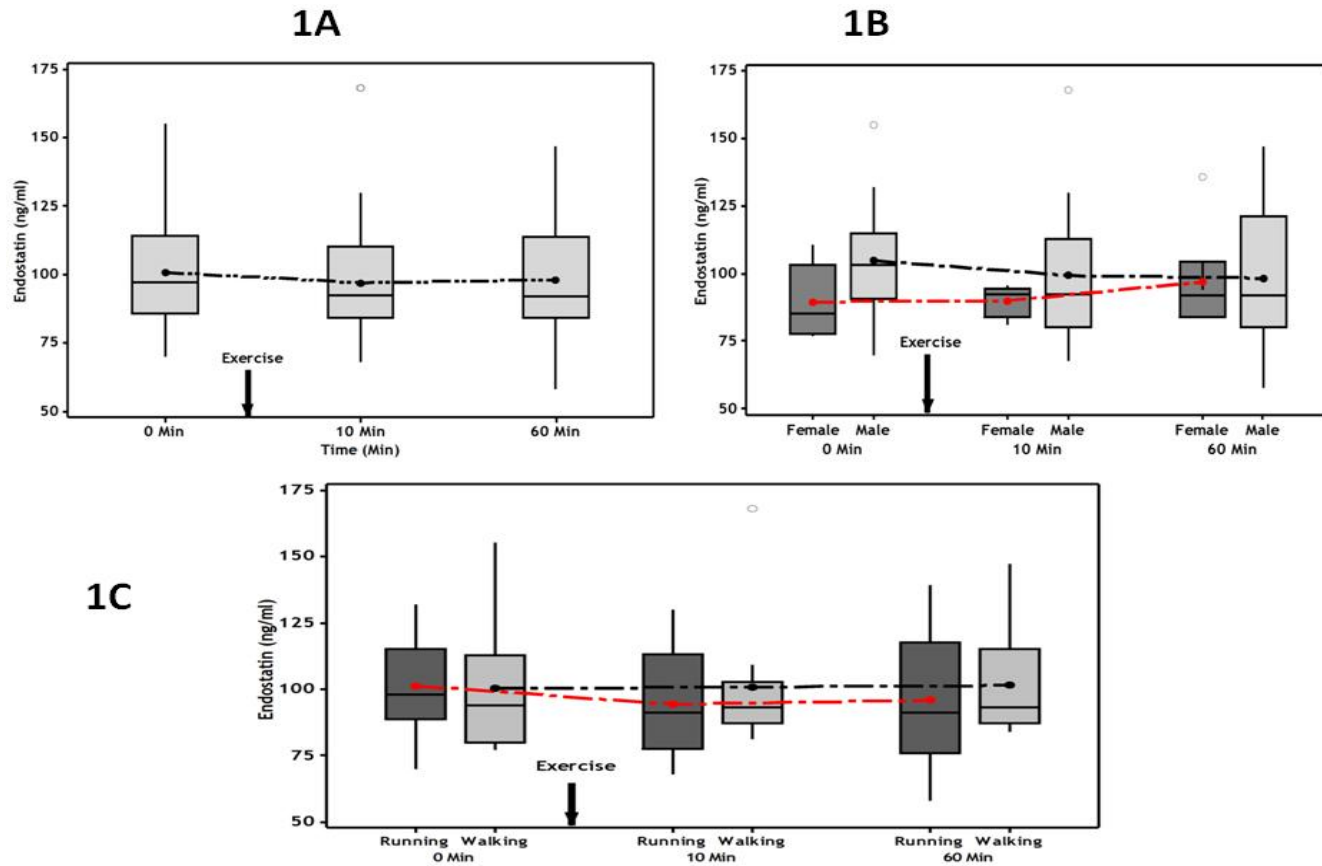 1A
175
150
125
100
75
50
Endostatin (ng/ml)
Exercise
0 Min 10 Min 60 Min
Time (Min)
1B
175
150
125
100
75
50
Endostatin (ng/ml)
Exercise
Female Male Female Male Female Male
0 Min 10 Min 60 Min
1C
175
150
125
100
75
50
Endostatin (ng/ml)
Exercise
Running Walking Running Walking Running Walking
0 Min 10 Min 60 Min